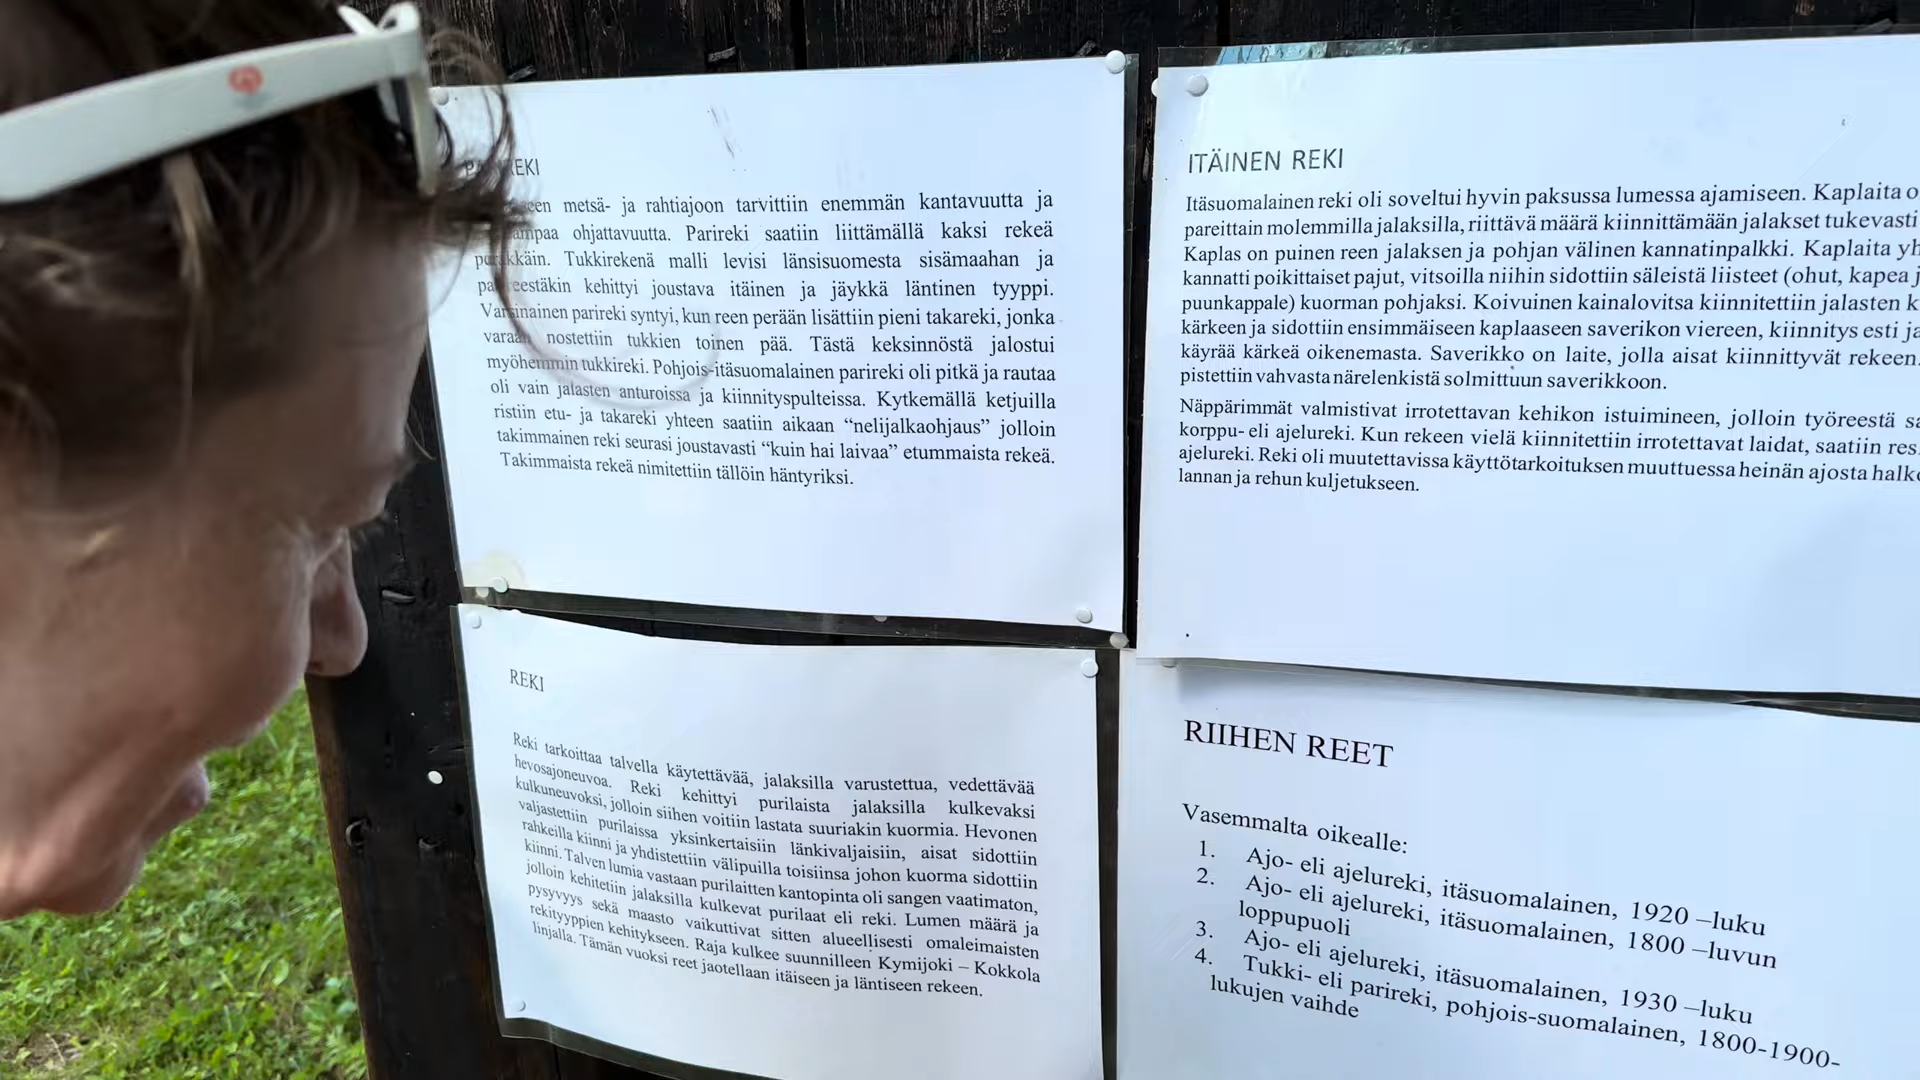 REKI
metsä- ja rahtiajoon tarvittiin enemmän kantavuutta ja
ohjattavuutta. Parireki saatiin liittämällä kaksi rekeä
Tukkirekenä malli levisi länsisuomesta sisämaahan ja
kehittyi joustava itäinen ja jäykkä läntinen tyyppi.
Varsinainen parireki syntyi, kun reen perään lisättiin pieni takareki, jonka
varaan nostettiin tukkien toinen pää. Tästä keksinnöstä jalostui
myöhemmin tukkireki. Pohjois-itäsuomalainen parireki oli pitkä ja rautaa
oli vain jalasten anturoissa ja kiinnityspulteissa. Kytkemällä ketjuilla
ristiin etu- ja takareki yhteen saatiin aikaan “nelijalkaohjaus” jolloin
takimmainen reki seurasi joustavasti “kuin hai laivaa” etummaista rekeä.
Takimmaista rekeä nimitettiin tällöin häntyriksi.
ITÄINEN REKI
Itäsuomalainen reki oli soveltui hyvin paksussa lumessa ajamiseen. Kaplaita
pareittain molemmilla jalaksilla, riittävä määrä kiinnittämään jalakset tukevasti
Kaplas on puinen reen jalaksen ja pohjan välinen kannatinpalkki. Kaplaita
kannatti poikittaiset pajut, vitsoilla niihin sidottiin säleistä liisteet (ohut, kapea
puunkappale) kuorman pohjaksi. Koivuinen kainalovitsa kiinnitettiin jalasten
kärkeen ja sidottiin ensimmäiseen kaplaaseen saverikon viereen, kiinnitys esti
käyrää kärkeä oikenemasta. Saverikko on laite, jolla aisat kiinnittyvät rekeen.
pistettiin vahvasta närelenkistä solmittuun saverikkoon.
Näppärimmät valmistivat irrotettavan kehikon istuimineen, jolloin työreestä
korppu- eli ajelureki. Kun rekeen vielä kiinnitettiin irrotettavat laidat, saatiin
ajelureki. Reki oli muutettavissa käyttötarkoituksen muuttuessa heinän ajosta
lannan ja rehun kuljetukseen.
REKI
Reki tarkoittaa talvella käytettävää, jalaksilla varustettua, vedettävää
hevosajoneuvoa. Reki kehittyi purilaista jalaksilla kulkevaksi
kulkuneuvoksi, jolloin siihen voitiin lastata suuriakin kuormia. Hevonen
valjastettiin purilaissa yksinkertaisiin länkivaljaisiin, aisat sidottiin
rahkeilla kiinni ja yhdistettiin välipuilla toisiinsa johon kuorma sidottiin
kiinni. Talven lumia vastaan purilaitten kantopinta oli sangen vaatimaton,
jolloin kehitetiin jalaksilla kulkevat purilaat eli reki. Lumen määrä ja
pysyvyys sekä maasto vaikuttivat sitten alueellisesti omaleimaisten
rekityyppien kehitykseen. Raja kulkee suunnilleen Kymijoki – Kokkola
linjalla. Tämän vuoksi reet jaotellaan itäiseen ja läntiseen rekeen.
RIIHEN REET
Vasemmalta oikealle:
1. Ajo- eli ajelureki, itäsuomalainen, 1920 –luku
2. Ajo- eli ajelureki, itäsuomalainen, 1800 –luvun
loppupuoli
3. Ajo- eli ajelureki, itäsuomalainen, 1930 –luku
4. Tukki- eli parireki, pohjois-suomalainen, 1800-1900-
lukujen vaihde